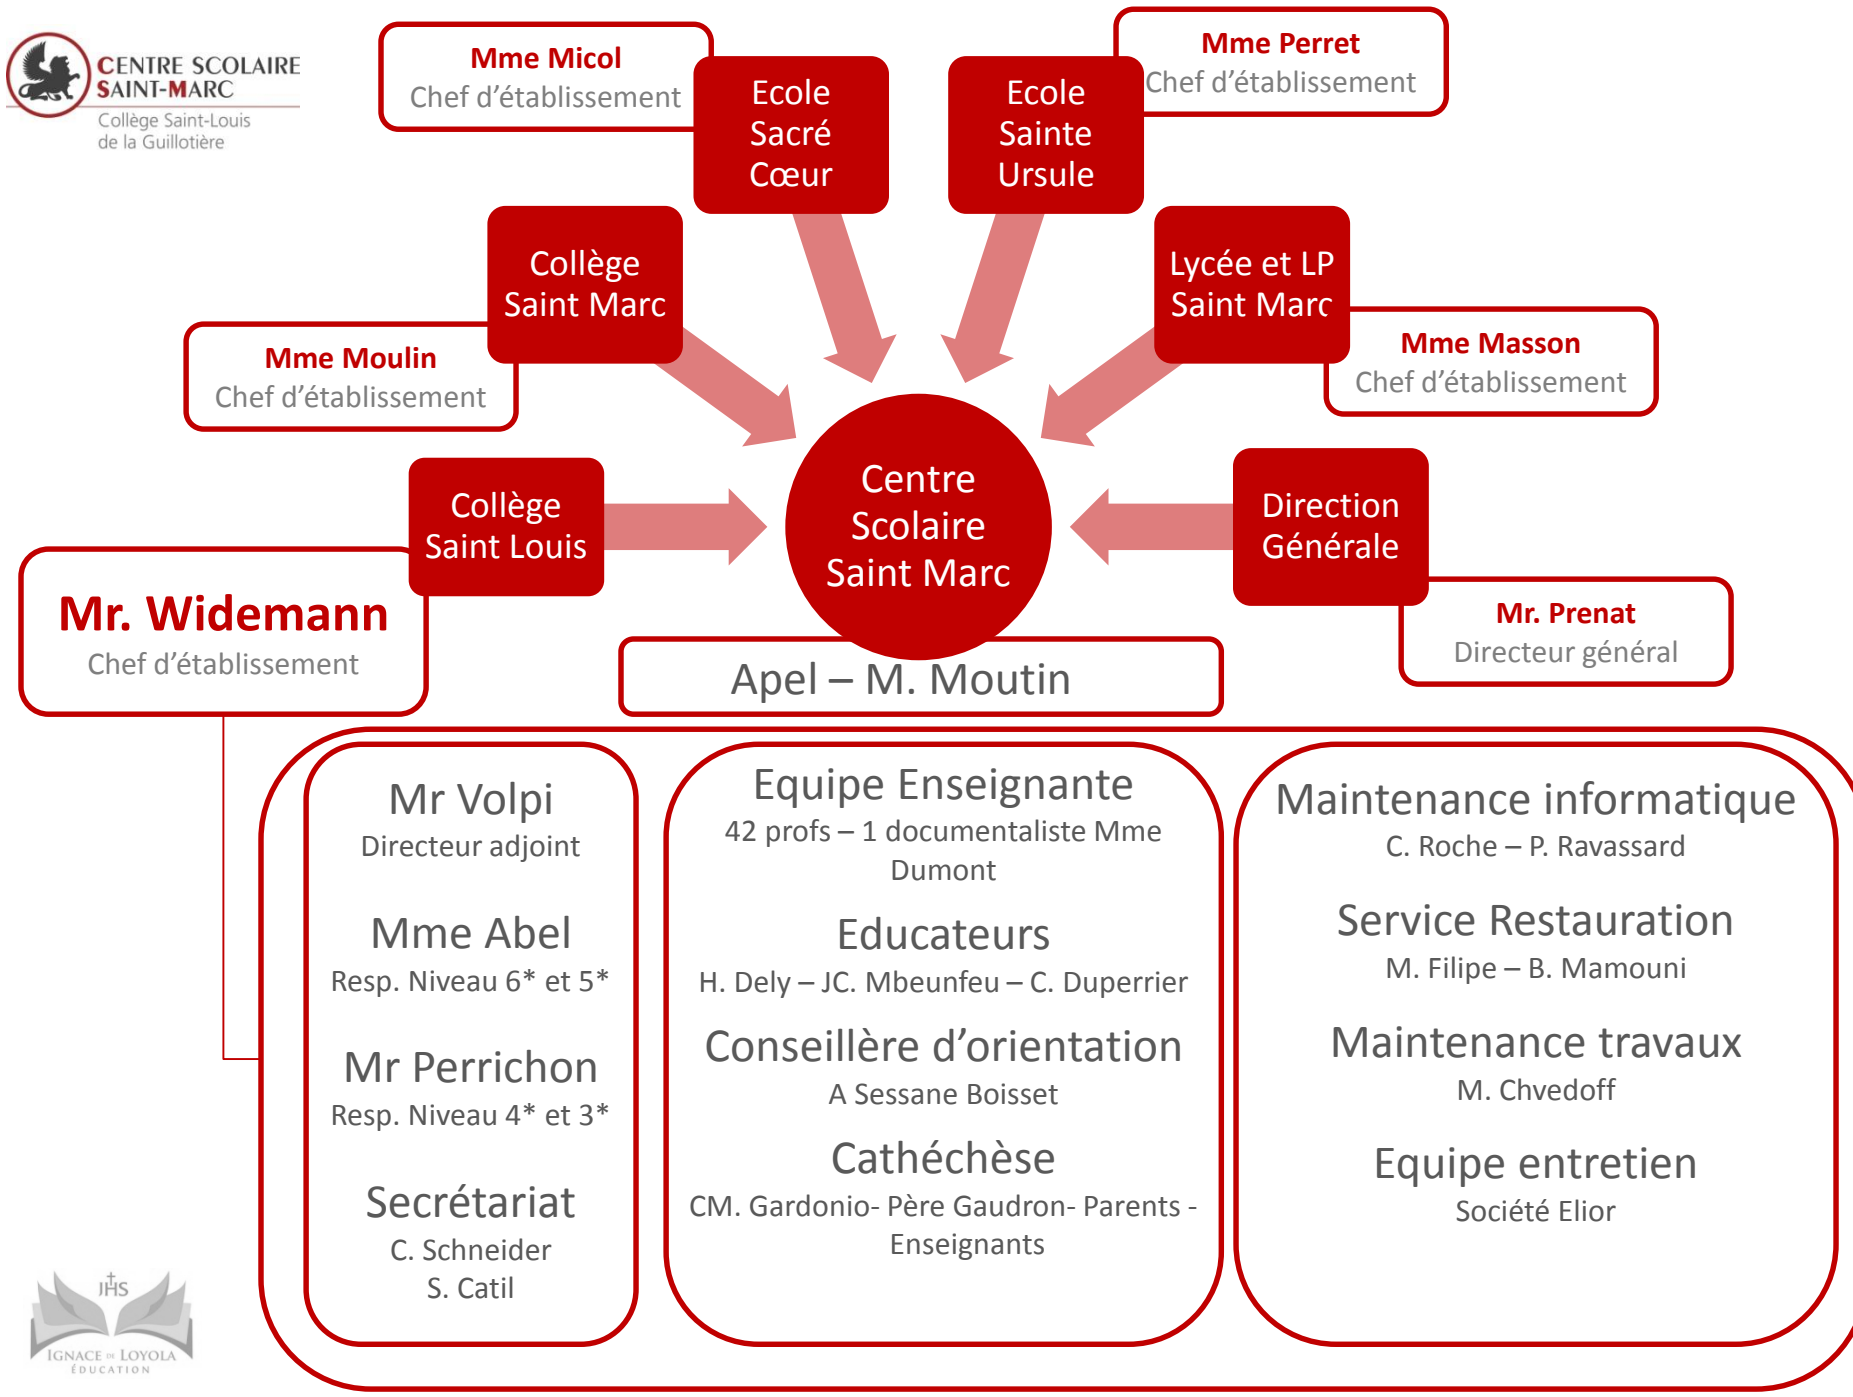 CENTRE SCOLAIRE
SAINT-MARC
Collège Saint-Louis
de la Guillotière
Mme Micol
Chef d'établissement
Ecole
Sacré
Cœur
Ecole
Sainte
Ursule
Mme Perret
Chef d'établissement
Collège
Saint Marc
Mme Moulin
Chef d'établissement
Lycée et LP
Saint Marc
Mme Masson
Chef d'établissement
Collège
Saint Louis
Mr. Widemann
Chef d'établissement
Centre
Scolaire
Saint Marc
Direction
Générale
Mr. Prenat
Directeur général
Apel – M. Moutin
Mr Volpi
Directeur adjoint
Mme Abel
Resp. Niveau 6* et 5*
Mr Perrichon
Resp. Niveau 4* et 3*
Secrétariat
C. Schneider
S. Catil
Equipe Enseignante
42 profs – 1 documentaliste Mme
Dumont
Educateurs
H. Dely – JC. Mbeunfeu – C. Duperrier
Conseillère d'orientation
A Sessane Boisset
Cathéchèse
CM. Gardonio- Père Gaudron- Parents -
Enseignants
Maintenance informatique
C. Roche – P. Ravassard
Service Restauration
M. Filipe – B. Mamouni
Maintenance travaux
M. Chvedoff
Equipe entretien
Société Elior
JHS
IGNACE DE LOYOLA
ÉDUCATION